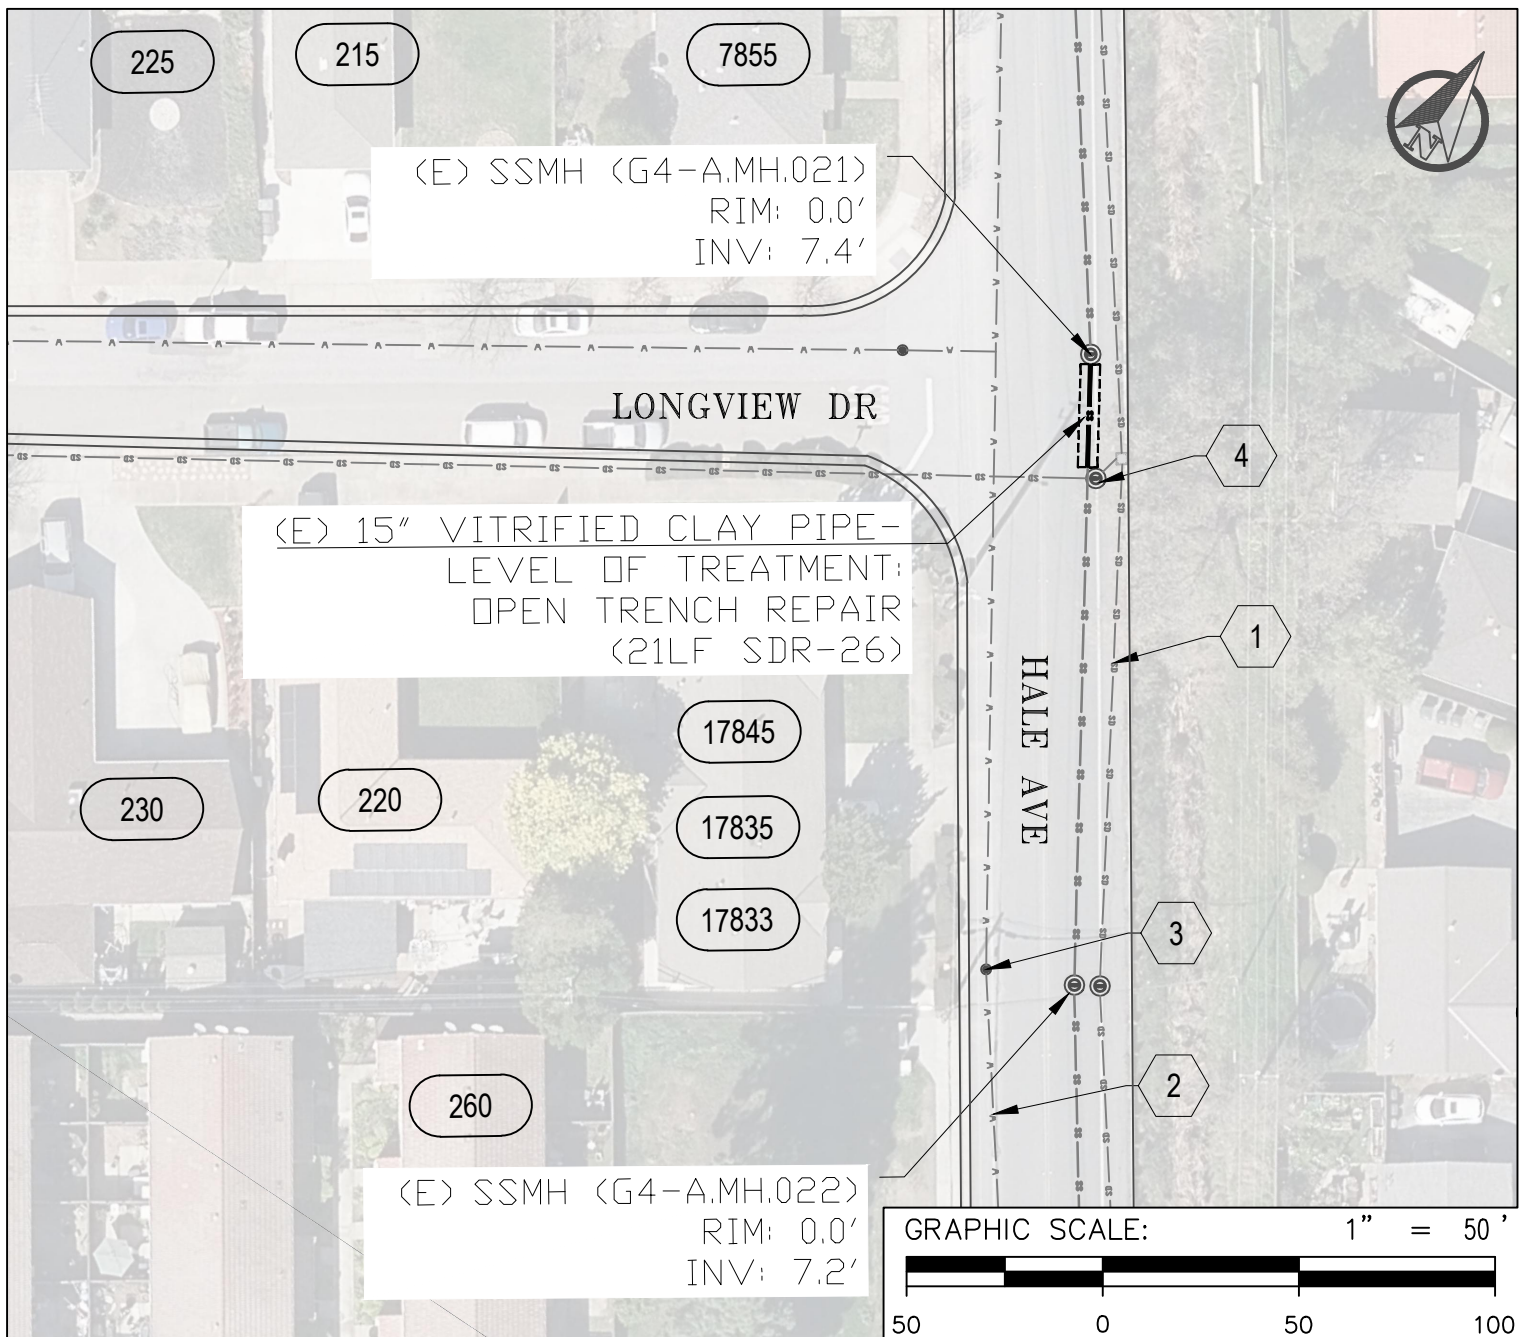 225
215
7855
N
(E) SSMH (G4-A.MH.021)
RIM: 0.0'
INV: 7.4'
LONGVIEW DR
4
(E) 15" VITRIFIED CLAY PIPE-
LEVEL OF TREATMENT:
OPEN TRENCH REPAIR
(21LF SDR-26)
1
HALE AVE
17845
230
220
17835
17833
3
2
260
(E) SSMH (G4-A.MH.022)
RIM: 0.0'
INV: 7.2'
GRAPHIC SCALE: 1" = 50 '
50 0 50 100